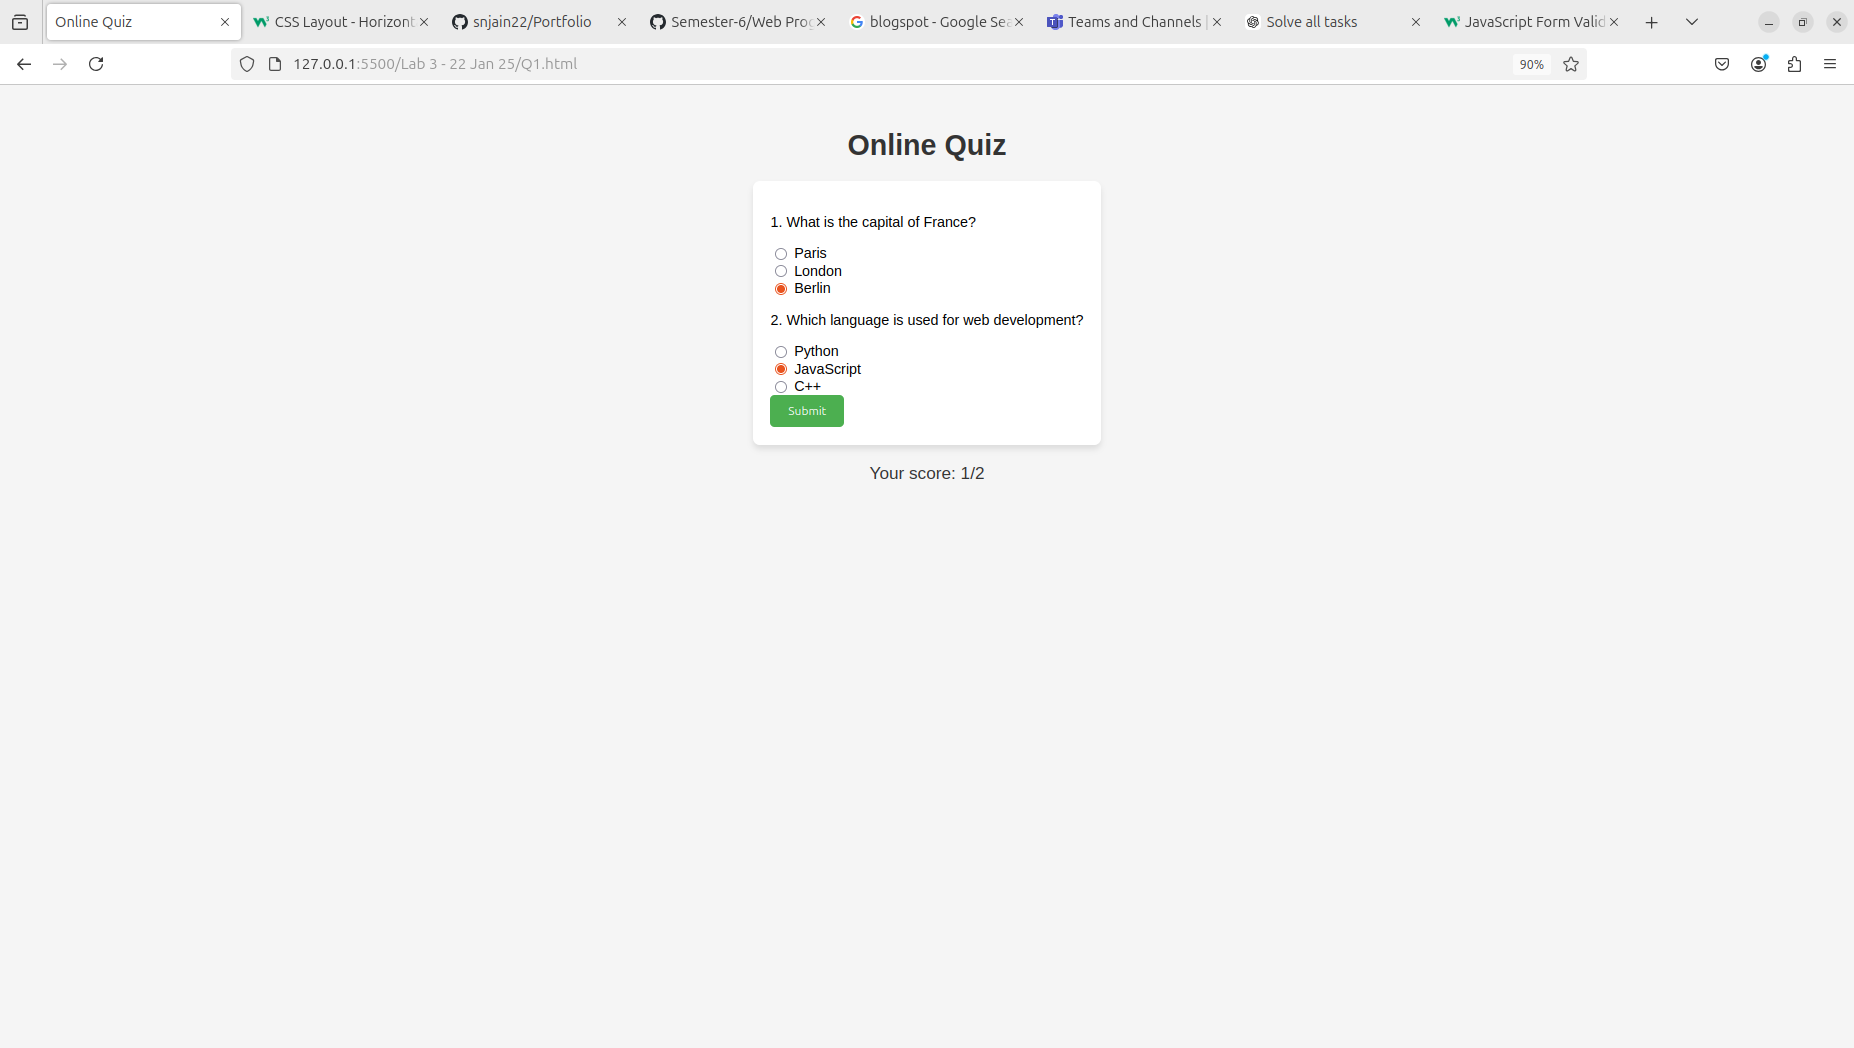 Online Quiz
CSS Layout - Horizont
snjain22/Portfolio
Semester-6/Web Prog
blogspot - Google Sea
Teams and Channels |
Solve all tasks
JavaScript Form Valid
127.0.0.1:5500/Lab 3 - 22 Jan 25/Q1.html
90%
Online Quiz
1. What is the capital of France?
Paris
London
Berlin
2. Which language is used for web development?
Python
JavaScript
C++
Submit
Your score: 1/2